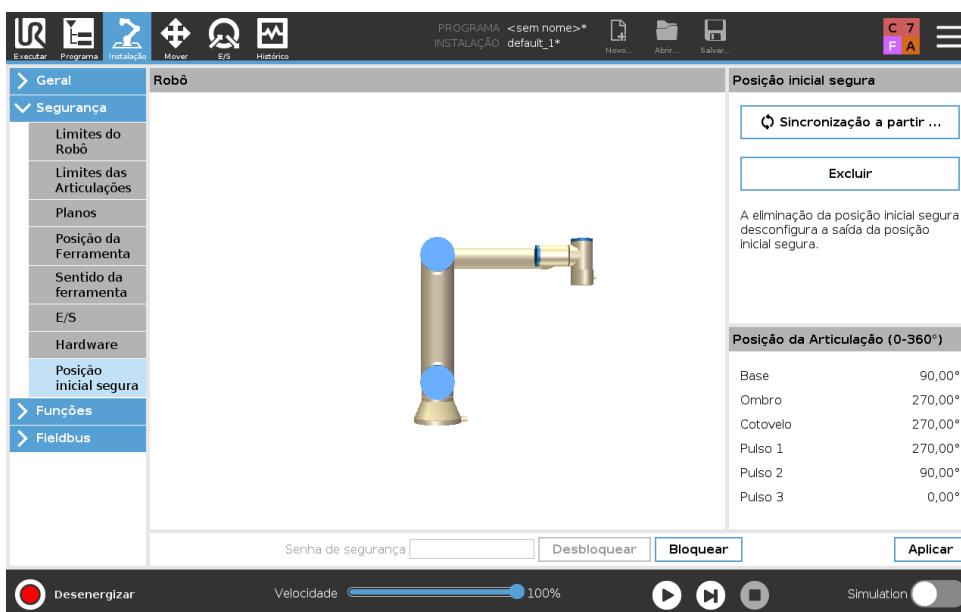 UR
Executar
Programa
Instalação
Mover
E/S
Histórico
PROGRAMA <sem nome>*
INSTALAÇÃO default_1*
Novo...
Abrir...
Salvar...
C 7
F A
Geral
Segurança
Limites do
Robô
Limites das
Articulações
Planos
Posição da
Ferramenta
Sentido da
ferramenta
E/S
Hardware
Posição
inicial segura
Funções
Fieldbus
Robô
Posição inicial segura
Sincronização a partir ...
Excluir
A eliminação da posição inicial segura
desconfigura a saída da posição
inicial segura.
Posição da Articulação (0-360°)
Base 90,00°
Ombro 270,00°
Cotovelo 270,00°
Pulso 1 270,00°
Pulso 2 90,00°
Pulso 3 0,00°
Senha de segurança
Desbloquear
Bloquear
Aplicar
Desenergizar
Velocidade 100%
Simulation